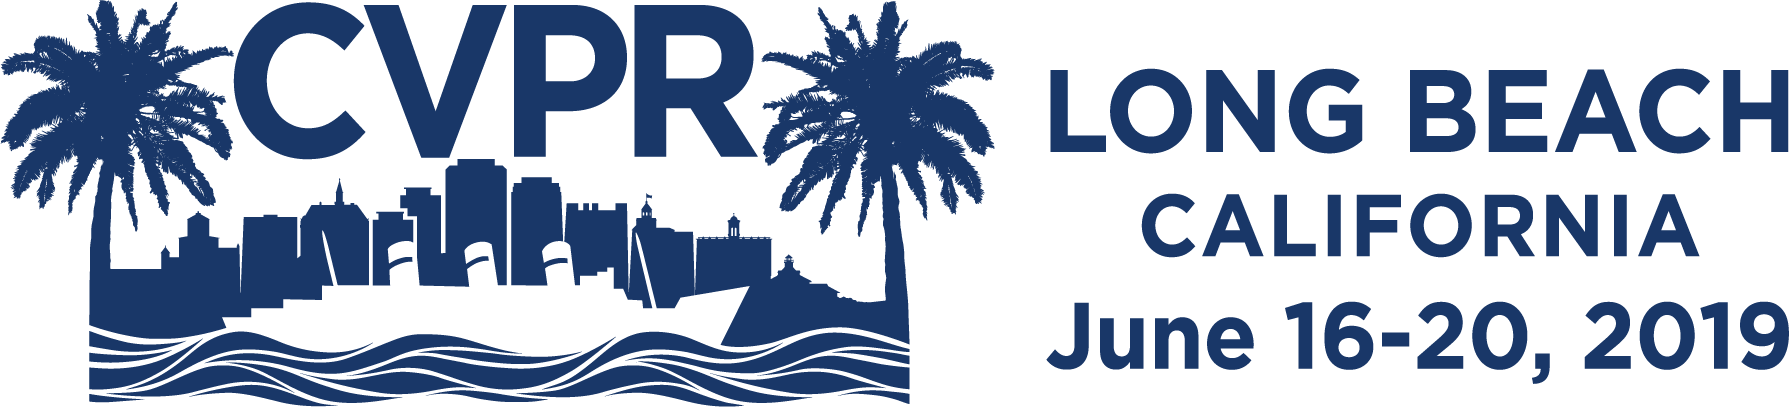 CVPR
LONG BEACH
CALIFORNIA
June 16-20, 2019